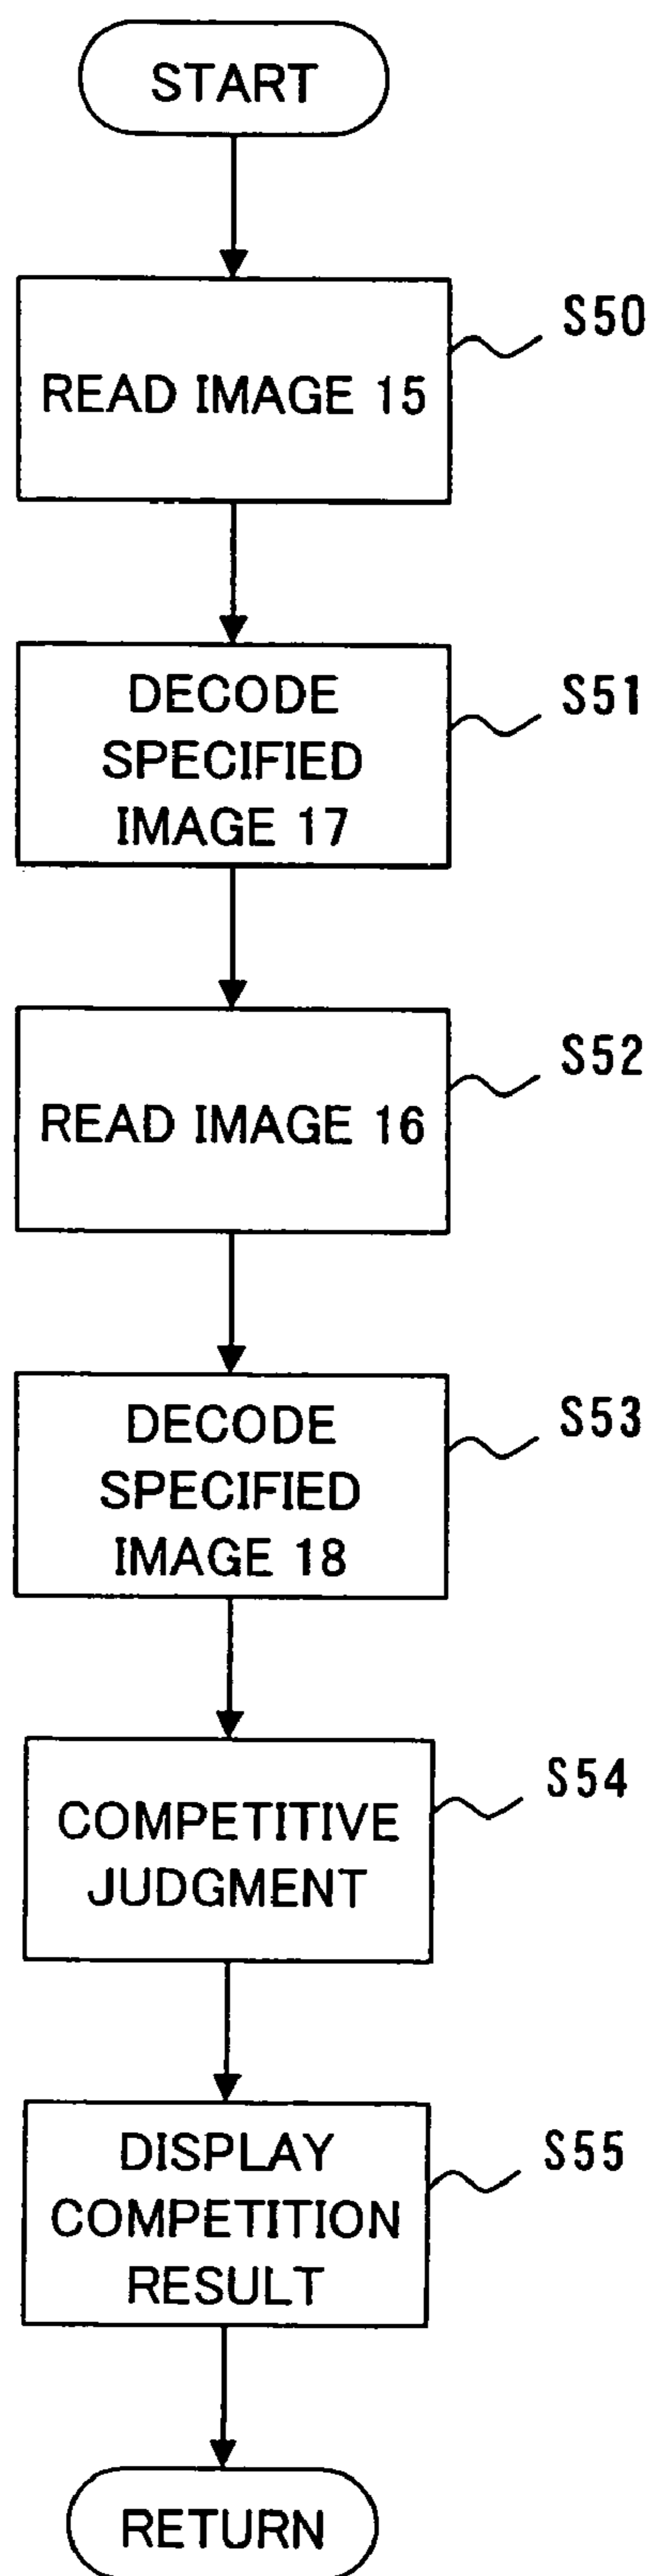 START
S50
READ IMAGE 15
S51
DECODE
SPECIFIED
IMAGE 17
S52
READ IMAGE 16
S53
DECODE
SPECIFIED
IMAGE 18
S54
COMPETITIVE
JUDGMENT
S55
DISPLAY
COMPETITION
RESULT
RETURN